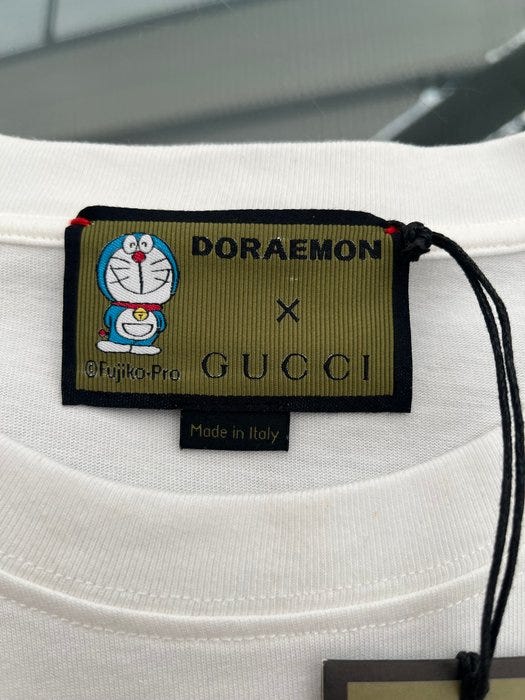 DORAEMON
×
GUCCI
©Fujiko-Pro
Made in Italy